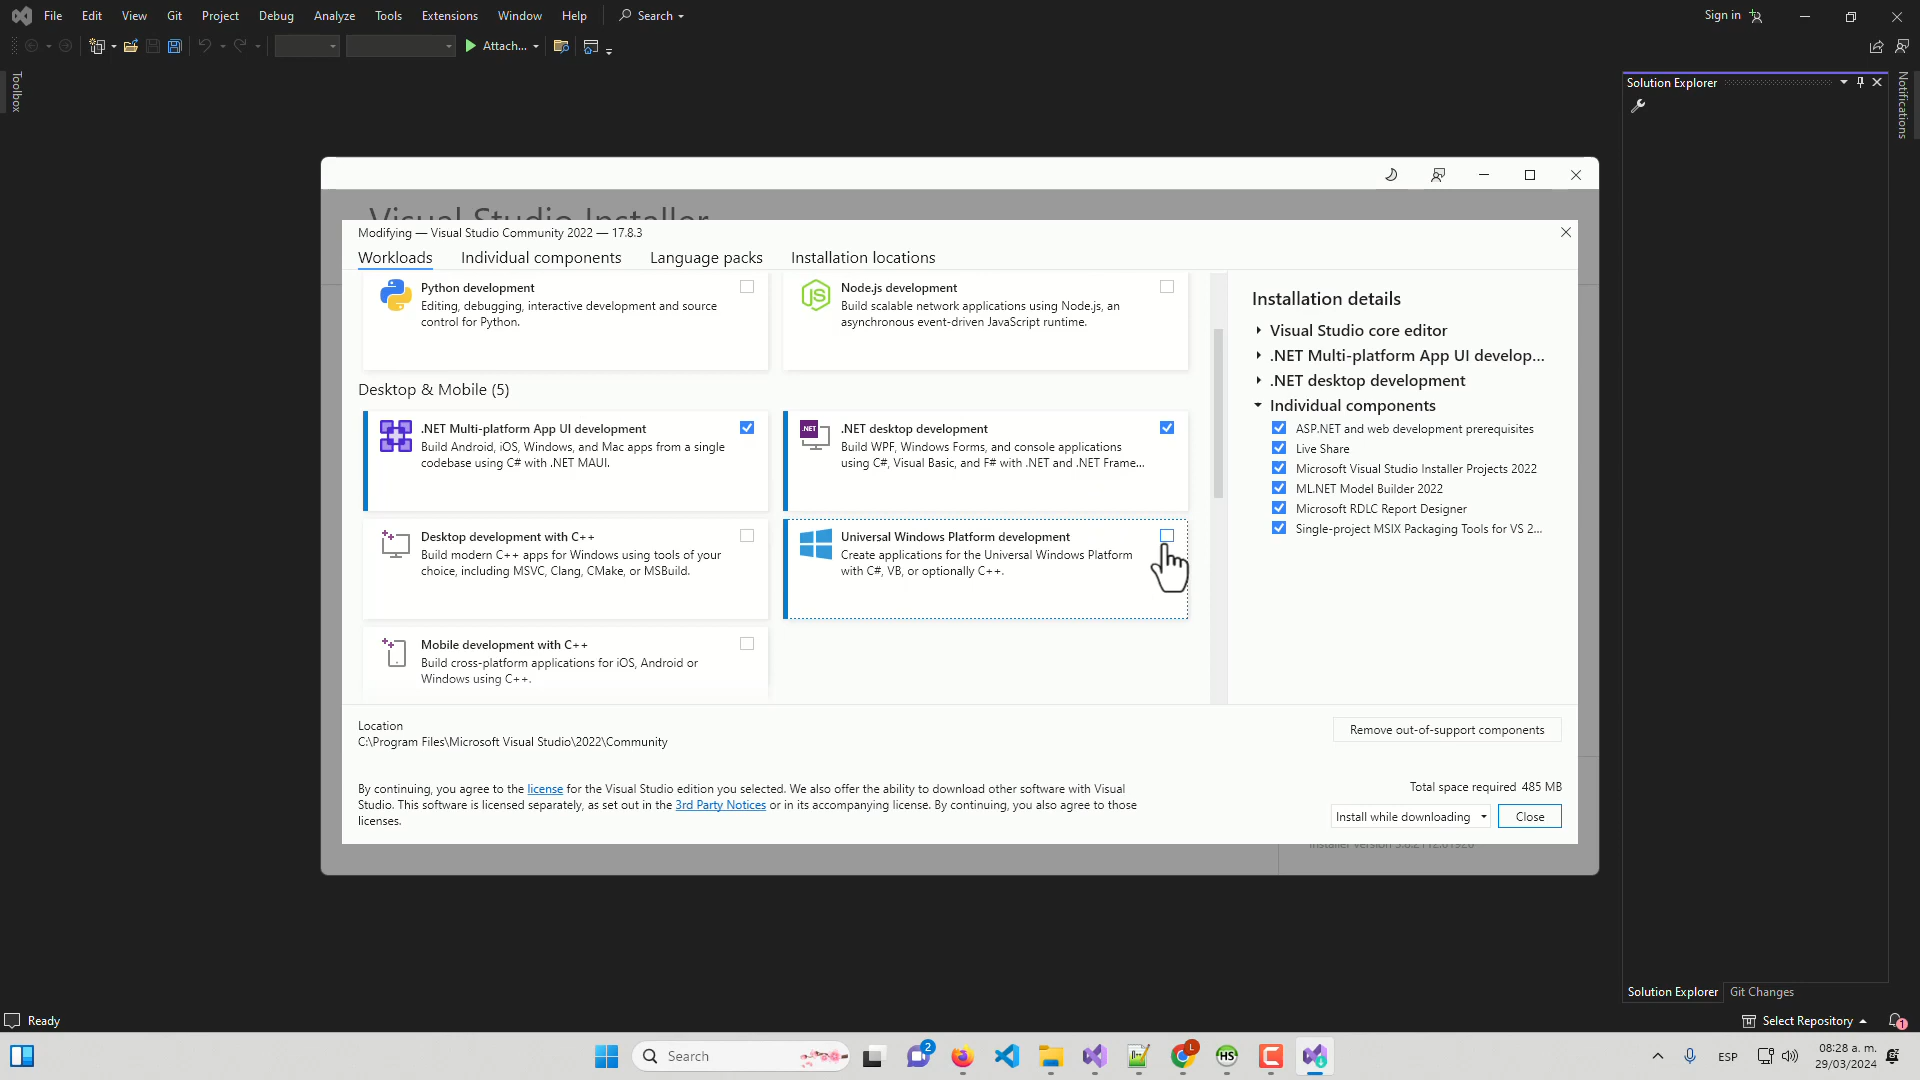 File Edit View Git Project Debug Analyze Tools Extensions Window Help Search Sign in
Attach...
Toolbox
Solution Explorer
Notifications
Visual Studio Installer
Modifying — Visual Studio Community 2022 — 17.8.3
Workloads Individual components Language packs Installation locations
Python development
Editing, debugging, interactive development and source
control for Python.
Node.js development
Build scalable network applications using Node.js, an
asynchronous event-driven JavaScript runtime.
Desktop & Mobile (5)
.NET Multi-platform App UI development
Build Android, iOS, Windows, and Mac apps from a single
codebase using C# with .NET MAUI.
.NET desktop development
Build WPF, Windows Forms, and console applications
using C#, Visual Basic, and F# with .NET and .NET Frame...
Desktop development with C++
Build modern C++ apps for Windows using tools of your
choice, including MSVC, Clang, CMake, or MSBuild.
Universal Windows Platform development
Create applications for the Universal Windows Platform
with C#, VB, or optionally C++.
Mobile development with C++
Build cross-platform applications for iOS, Android or
Windows using C++.
Installation details
Visual Studio core editor
.NET Multi-platform App UI develop...
.NET desktop development
Individual components
ASP.NET and web development prerequisites
Live Share
Microsoft Visual Studio Installer Projects 2022
ML.NET Model Builder 2022
Microsoft RDLC Report Designer
Single-project MSIX Packaging Tools for VS 2...
Location
C:\Program Files\Microsoft Visual Studio\2022\Community
Remove out-of-support components
By continuing, you agree to the license for the Visual Studio edition you selected. We also offer the ability to download other software with Visual
Studio. This software is licensed separately, as set out in the 3rd Party Notices or in its accompanying license. By continuing, you also agree to those
licenses.
Total space required 485 MB
Install while downloading Close
Solution Explorer Git Changes
Ready
Select Repository 1
Search
2
L
HS
ESP
08:28 a. m.
29/03/2024